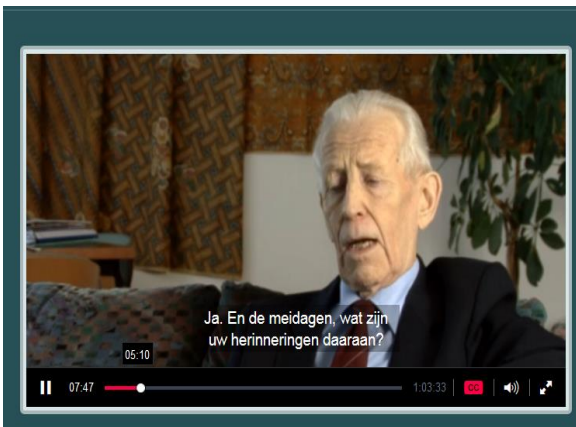 Ja. En de meidagen, wat zijn
uw herinneringen daaraan?
05:10
07:47
1:03:33
CC